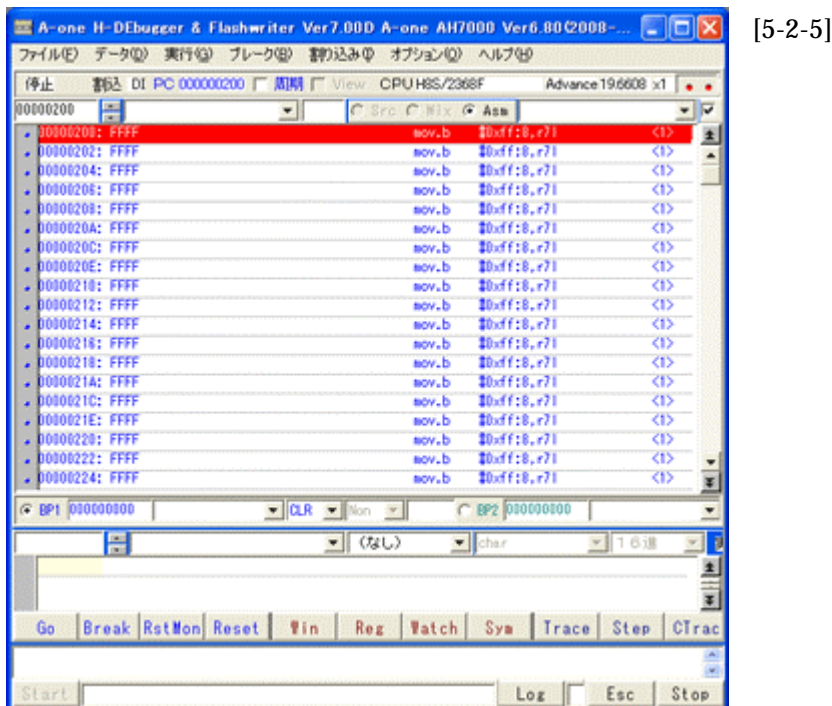 A-one H-DEbugger & Flashwriter Ver7.00D A-one AH7000 Ver6.80(2008-...
[5-2-5]
ファイル(F) データ(D) 実行(G) ブレーク(B) 割り込み(I) オプション(O) ヘルプ(H)
停止 割込 DI PC 000000200 周期 View CPU H8S/2368F Advance 19.6608 x1
00000200 Src Mix Asm
00000200: FFFF mov.b #0xff:8,r7l <1>
00000202: FFFF mov.b #0xff:8,r7l <1>
00000204: FFFF mov.b #0xff:8,r7l <1>
00000206: FFFF mov.b #0xff:8,r7l <1>
00000208: FFFF mov.b #0xff:8,r7l <1>
0000020A: FFFF mov.b #0xff:8,r7l <1>
0000020C: FFFF mov.b #0xff:8,r7l <1>
0000020E: FFFF mov.b #0xff:8,r7l <1>
00000210: FFFF mov.b #0xff:8,r7l <1>
00000212: FFFF mov.b #0xff:8,r7l <1>
00000214: FFFF mov.b #0xff:8,r7l <1>
00000216: FFFF mov.b #0xff:8,r7l <1>
00000218: FFFF mov.b #0xff:8,r7l <1>
0000021A: FFFF mov.b #0xff:8,r7l <1>
0000021C: FFFF mov.b #0xff:8,r7l <1>
0000021E: FFFF mov.b #0xff:8,r7l <1>
00000220: FFFF mov.b #0xff:8,r7l <1>
00000222: FFFF mov.b #0xff:8,r7l <1>
00000224: FFFF mov.b #0xff:8,r7l <1>
BP1 000000000 CLR Non BP2 000000000
(なし) char 16進
Go Break RstMon Reset Win Reg Watch Sym Trace Step CTrac
Start Log Esc Stop